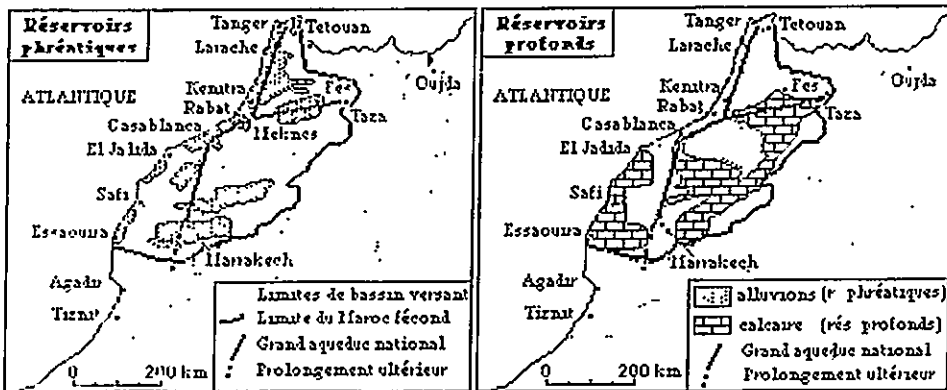 Réservoirs
phréatiques
Tanger
Tetouan
Larache
Oujda
ATLANTIQUE
Kenitra
Rabat
Fes
Casablanca
Meknes
Taza
El Jadida
Safi
Essaouira
Marrakech
Agadir
Tiznit
Limites de bassin versant
Limite du Maroc fécond
Grand aqueduc national
Prolongement ultérieur
0 200 km
Réservoirs
profonds
Tanger
Tetouan
Larache
Oujda
ATLANTIQUE
Kenitra
Rabat
Fes
Casablanca
Taza
El Jadida
Safi
Essaouira
Marrakech
Agadir
Tiznit
alluvions (r phréatiques)
calcaire (rés profonds)
Grand aqueduc national
Prolongement ultérieur
0 200 km